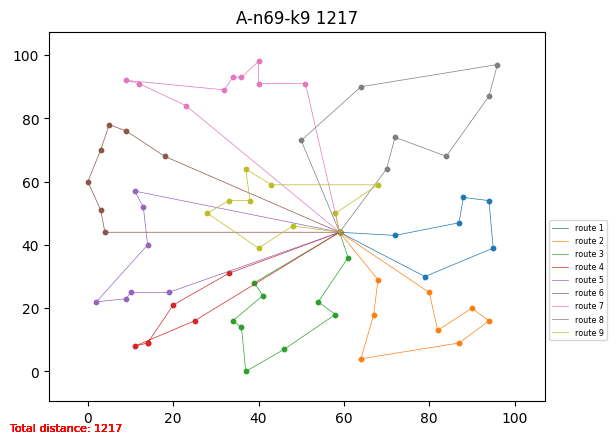 A-n69-k9 1217
100
80
60
40
20
0
0 20 40 60 80 100
route 1
route 2
route 3
route 4
route 5
route 6
route 7
route 8
route 9
Total distance: 1217